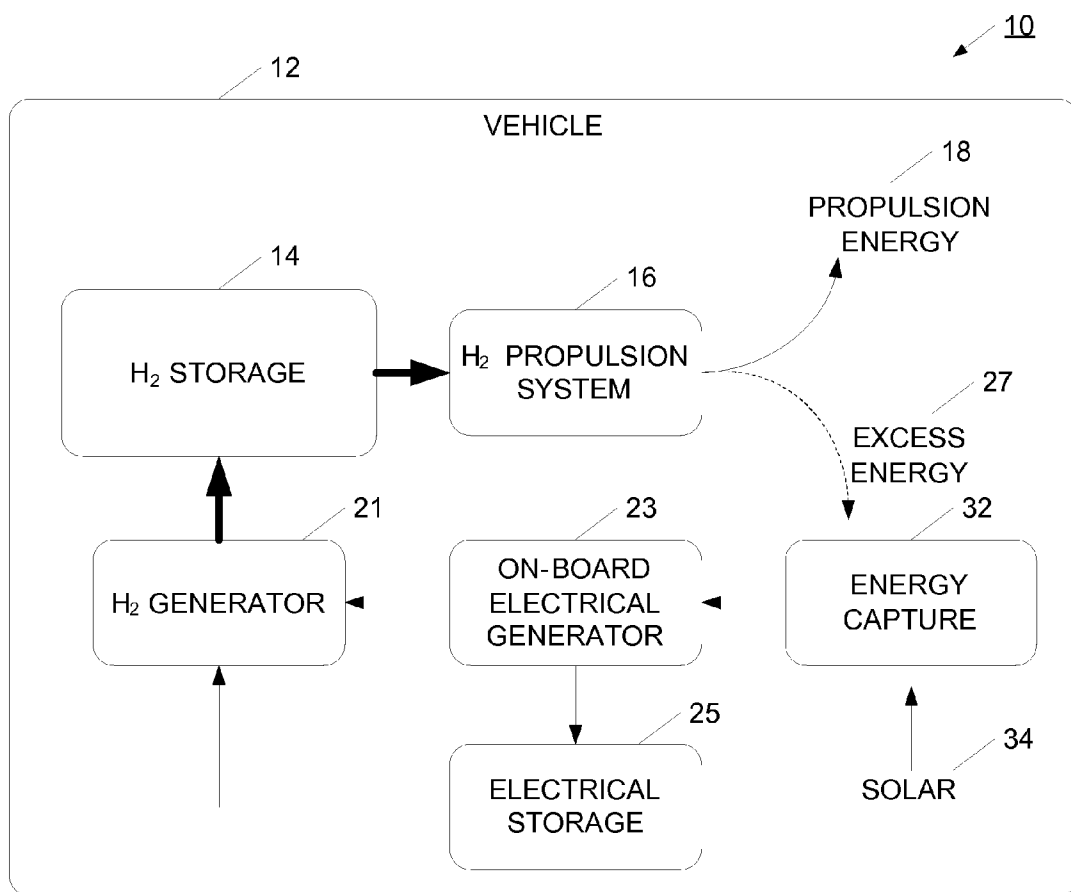 10
12
VEHICLE
18
PROPULSION
ENERGY
14
16
H₂ STORAGE
H₂ PROPULSION
SYSTEM
27
EXCESS
ENERGY
21
23
32
H₂ GENERATOR
ON-BOARD
ELECTRICAL
GENERATOR
ENERGY
CAPTURE
25
34
ELECTRICAL
STORAGE
SOLAR